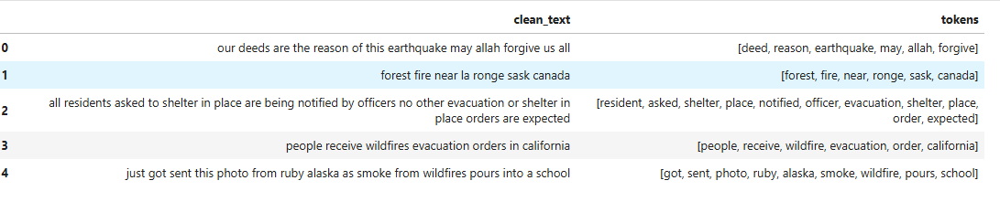 clean_text tokens
0 our deeds are the reason of this earthquake may allah forgive us all [deed, reason, earthquake, may, allah, forgive]
1 forest fire near la ronge sask canada [forest, fire, near, ronge, sask, canada]
2 all residents asked to shelter in place are being notified by officers no other evacuation or shelter in place orders are expected [resident, asked, shelter, place, notified, officer, evacuation, shelter, place, order, expected]
3 people receive wildfires evacuation orders in california [people, receive, wildfire, evacuation, order, california]
4 just got sent this photo from ruby alaska as smoke from wildfires pours into a school [got, sent, photo, ruby, alaska, smoke, wildfire, pours, school]